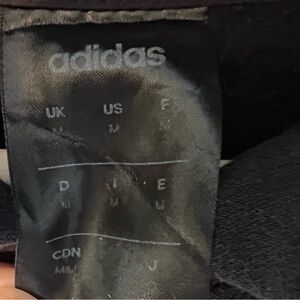 adidas
UK US F
M M M
D I E
M M M
CDN J
M/M